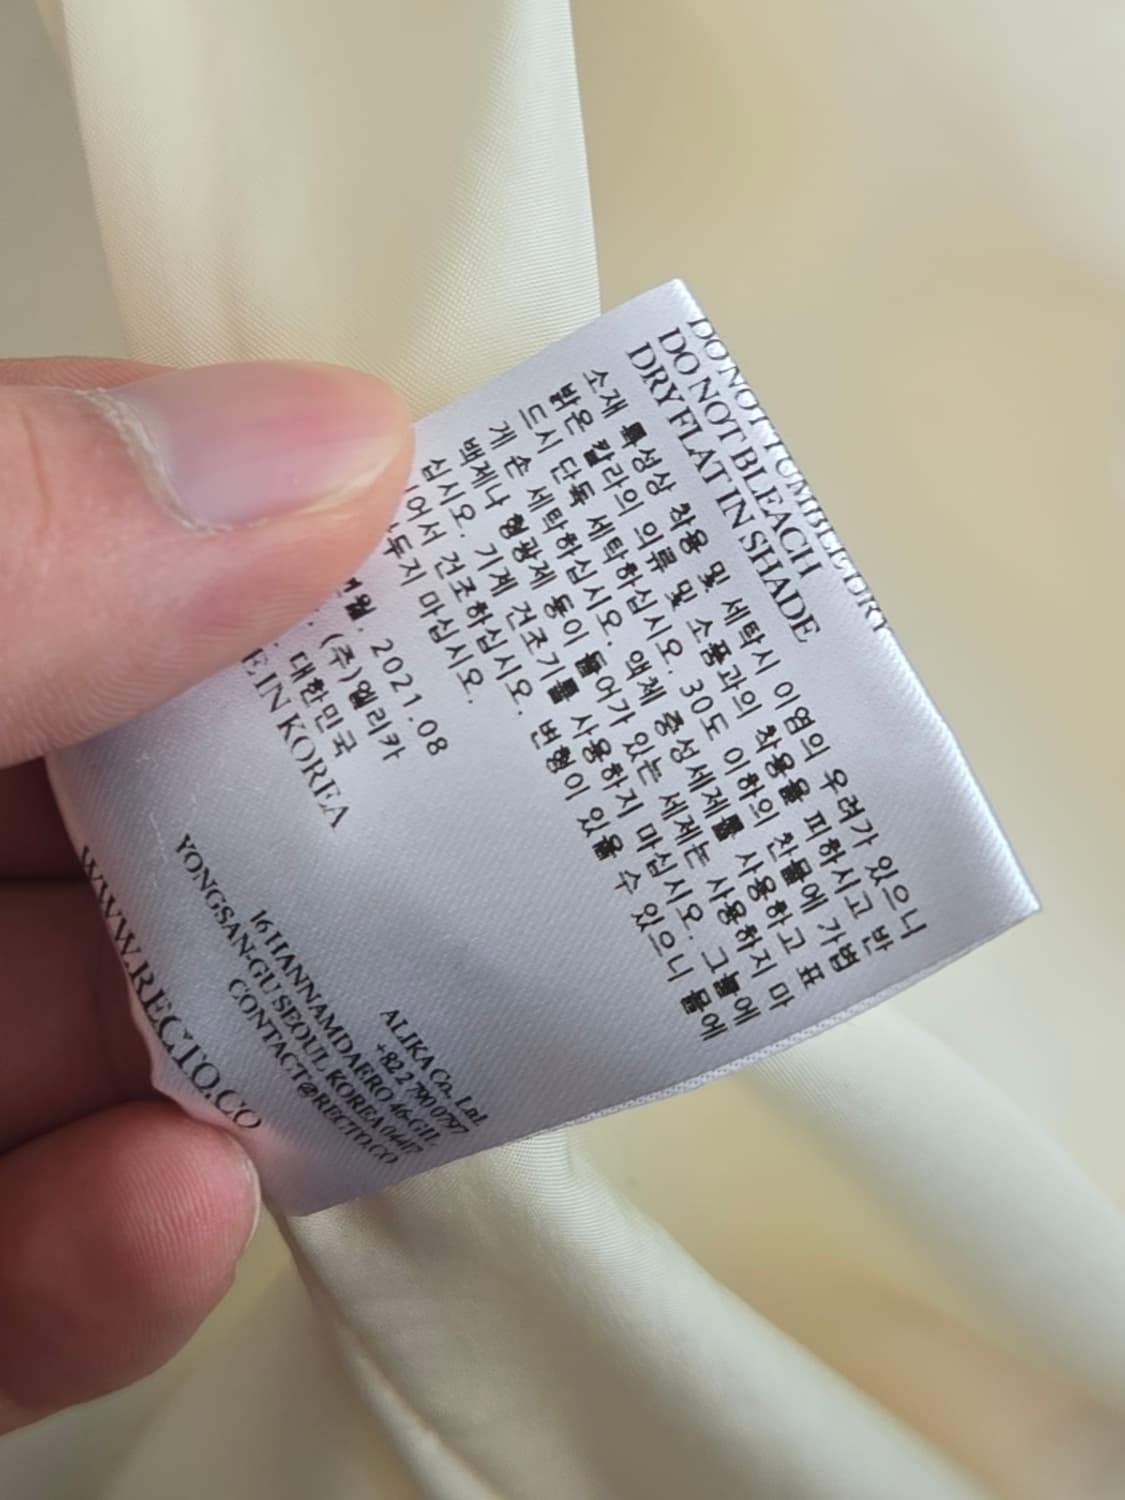 DO NOT TUMBLE DRY
DO NOT BLEACH
DRY FLAT IN SHADE
소재 특성상 착용 및 세탁시 이염의 우려가 있으니
밝은 칼라의 의류 및 소품과의 착용을 피하시고 반
드시 단독 세탁하십시오. 30도 이하의 찬물에 가볍
게 손 세탁하십시오. 액체 중성세제를 사용하고 표
백제나 형광제 등이 들어가 있는 세제는 사용하지 마
십시오. 기계 건조기를 사용하지 마십시오. 그늘에
어서 건조하십시오. 변형이 있을 수 있으니 물에
두지 마십시오.
2021.08
(주)엘리카
대한민국
IN KOREA
ALIKA Co., Ltd.
+82 2 790 0797
16 HANNAMDAERO 46-GIL
YONGSAN-GU SEOUL KOREA 04417
CONTACT@RECTO.CO
WWW.RECTO.CO